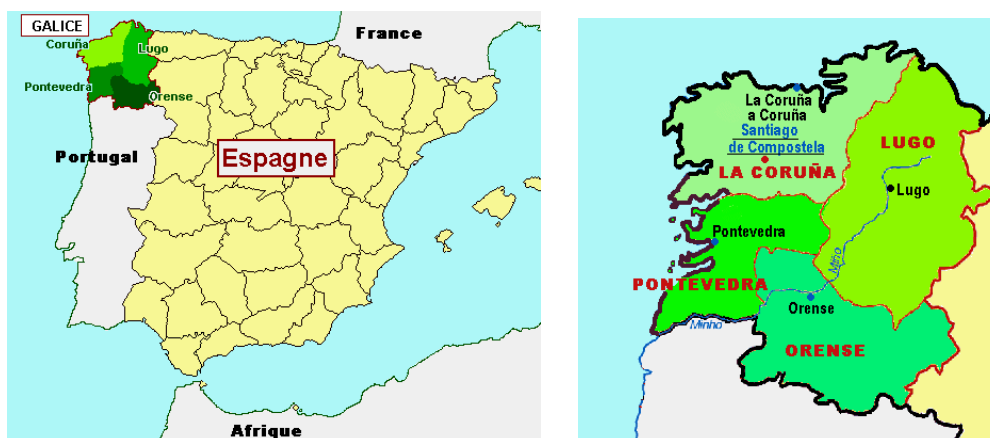 GALICE
Coruña
Lugo
Pontevedra
Orense
France
Portugal
Espagne
Afrique
La Coruña
a Coruña
Santiago
de Compostela
LA CORUÑA
LUGO
Lugo
Pontevedra
Miño
PONTEVEDRA
Orense
Minho
ORENSE